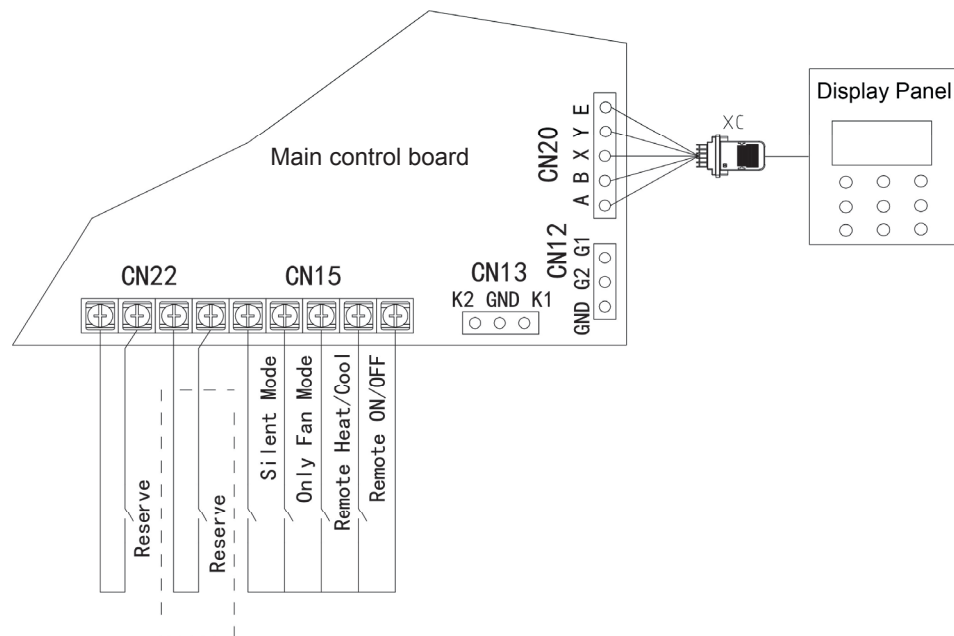 Main control board
Display Panel
XC
CN20
E
Y
X
B
A
CN12
G1
G2
GND
CN13
K2 GND K1
CN22
CN15
Reserve
Reserve
Silent Mode
Only Fan Mode
Remote Heat/Cool
Remote ON/OFF